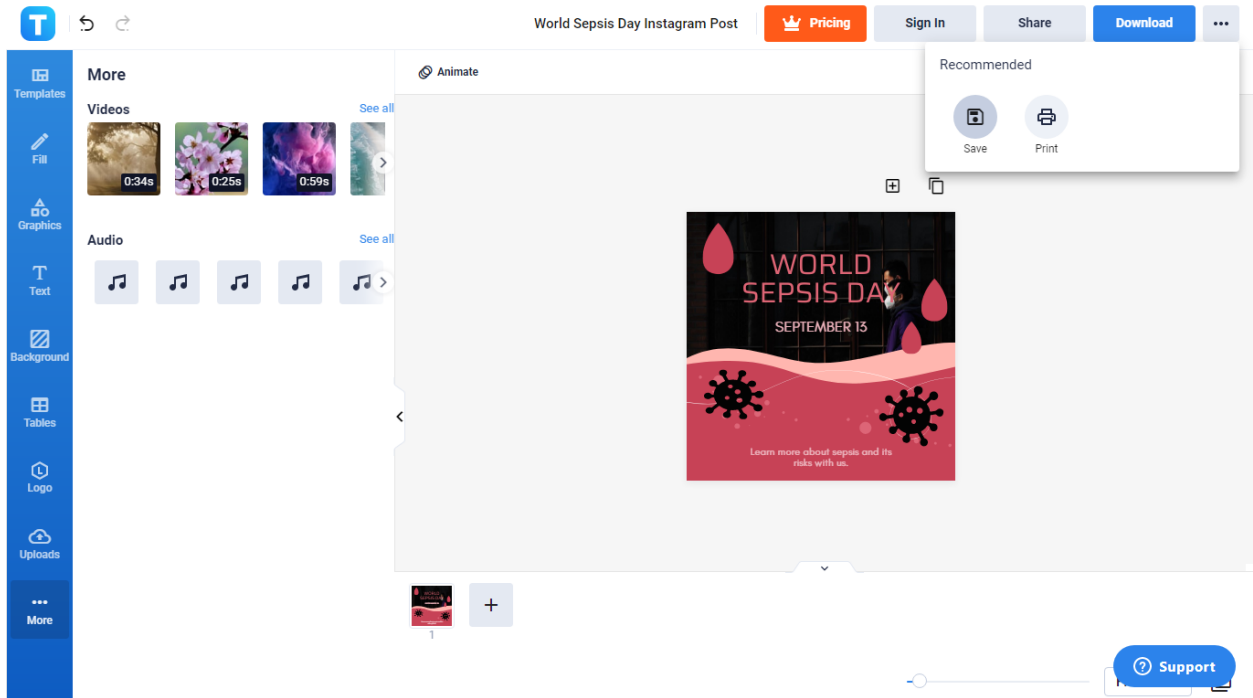 T
World Sepsis Day Instagram Post
Pricing
Sign In
Share
Download
Recommended
Save
Print
Templates
Fill
Graphics
Text
Background
Tables
Logo
Uploads
More
More
Videos
See all
0:34s
0:25s
0:59s
Audio
See all
Animate
WORLD
SEPSIS DAY
SEPTEMBER 13
Learn more about sepsis and its
risks with us.
1
Support